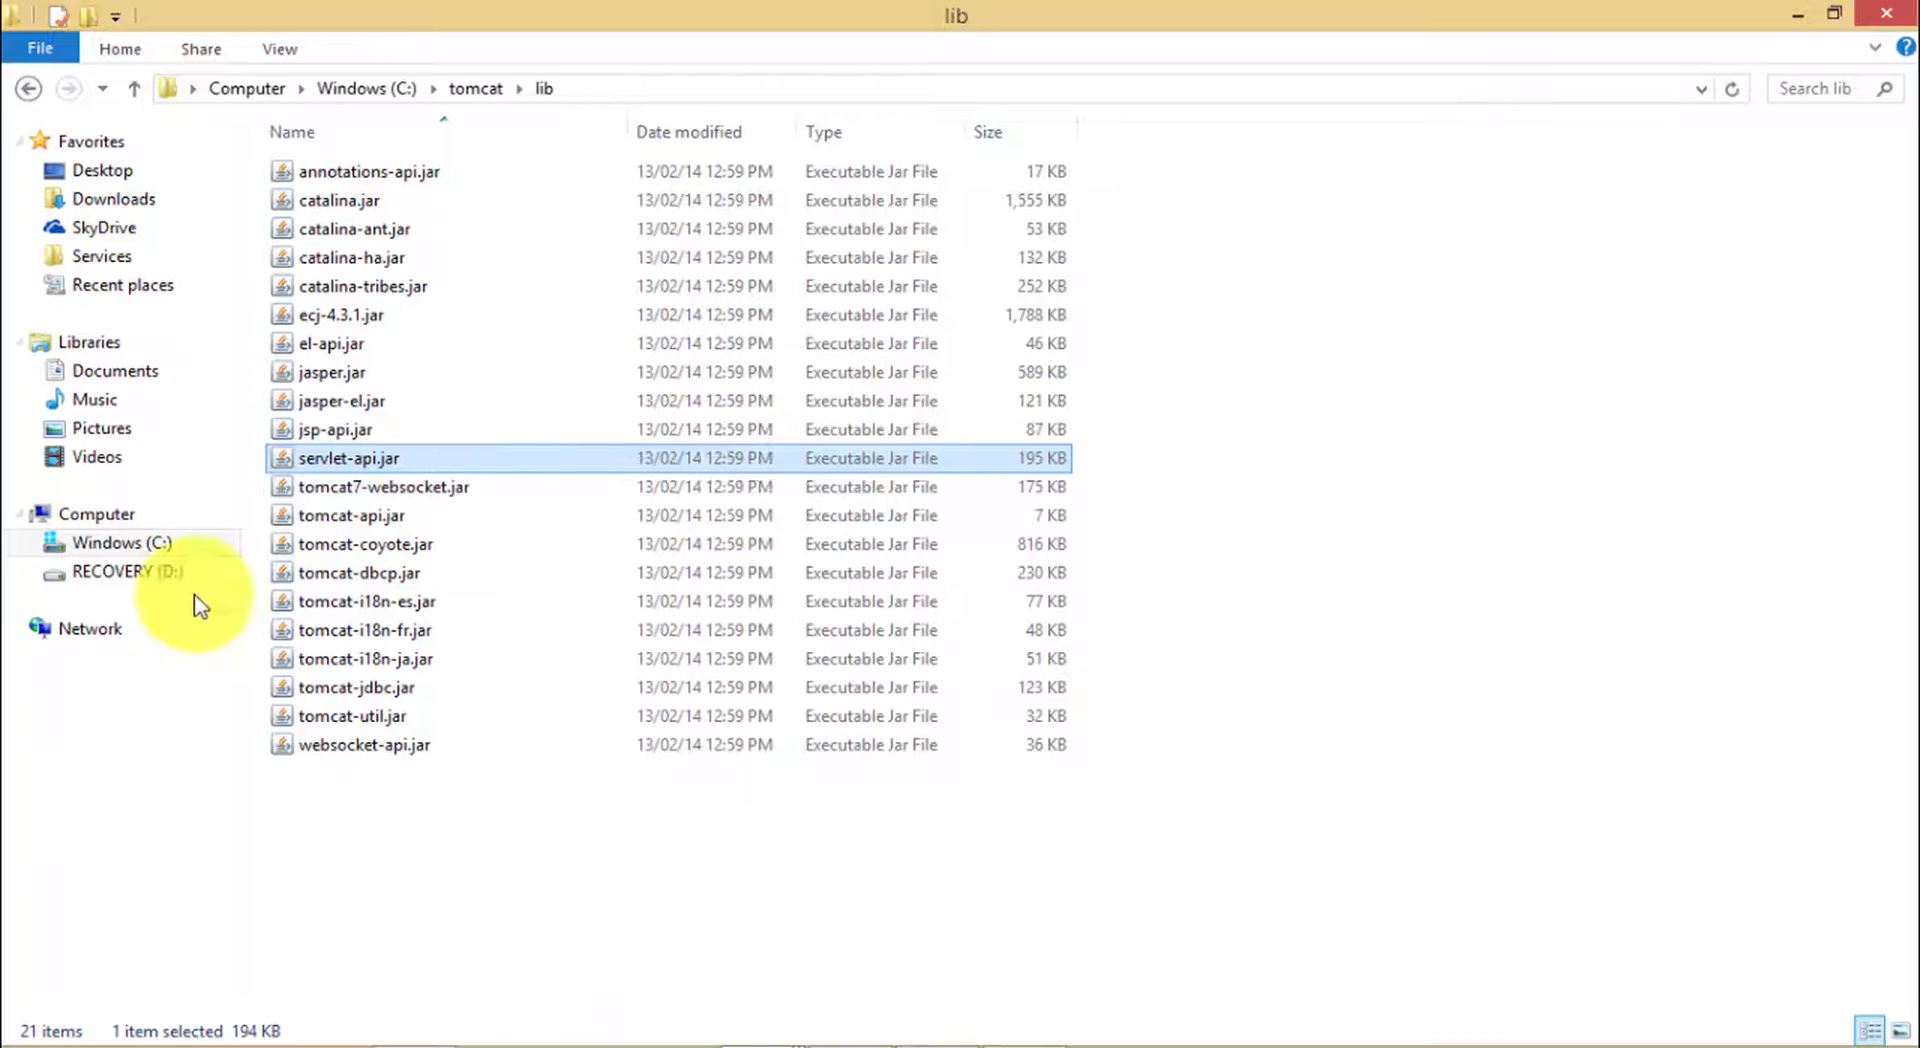 lib
File Home Share View
Computer Windows (C:) tomcat lib Search lib
Name Date modified Type Size
Favorites
Desktop
Downloads
SkyDrive
Services
Recent places
Libraries
Documents
Music
Pictures
Videos
Computer
Windows (C:)
RECOVERY (D:)
Network
annotations-api.jar 13/02/14 12:59 PM Executable Jar File 17 KB
catalina.jar 13/02/14 12:59 PM Executable Jar File 1,555 KB
catalina-ant.jar 13/02/14 12:59 PM Executable Jar File 53 KB
catalina-ha.jar 13/02/14 12:59 PM Executable Jar File 132 KB
catalina-tribes.jar 13/02/14 12:59 PM Executable Jar File 252 KB
ecj-4.3.1.jar 13/02/14 12:59 PM Executable Jar File 1,788 KB
el-api.jar 13/02/14 12:59 PM Executable Jar File 46 KB
jasper.jar 13/02/14 12:59 PM Executable Jar File 589 KB
jasper-el.jar 13/02/14 12:59 PM Executable Jar File 121 KB
jsp-api.jar 13/02/14 12:59 PM Executable Jar File 87 KB
servlet-api.jar 13/02/14 12:59 PM Executable Jar File 195 KB
tomcat7-websocket.jar 13/02/14 12:59 PM Executable Jar File 175 KB
tomcat-api.jar 13/02/14 12:59 PM Executable Jar File 7 KB
tomcat-coyote.jar 13/02/14 12:59 PM Executable Jar File 816 KB
tomcat-dbcp.jar 13/02/14 12:59 PM Executable Jar File 230 KB
tomcat-i18n-es.jar 13/02/14 12:59 PM Executable Jar File 77 KB
tomcat-i18n-fr.jar 13/02/14 12:59 PM Executable Jar File 48 KB
tomcat-i18n-ja.jar 13/02/14 12:59 PM Executable Jar File 51 KB
tomcat-jdbc.jar 13/02/14 12:59 PM Executable Jar File 123 KB
tomcat-util.jar 13/02/14 12:59 PM Executable Jar File 32 KB
websocket-api.jar 13/02/14 12:59 PM Executable Jar File 36 KB
21 items 1 item selected 194 KB